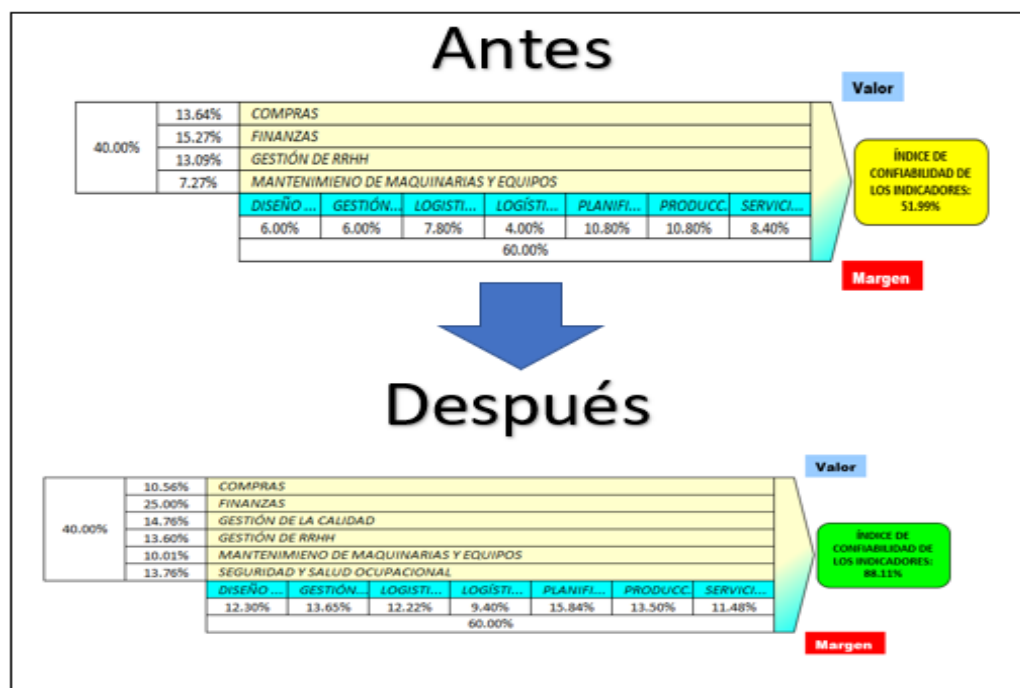 Antes
Valor
40.00%
13.64% COMPRAS
15.27% FINANZAS
13.09% GESTIÓN DE RRHH
7.27% MANTENIMIENO DE MAQUINARIAS Y EQUIPOS
DISEÑO ... GESTIÓN... LOGISTI... LOGÍSTI... PLANIFI... PRODUCC. SERVICI...
6.00% 6.00% 7.80% 4.00% 10.80% 10.80% 8.40%
60.00%
ÍNDICE DE
CONFIABILIDAD DE
LOS INDICADORES:
51.99%
Margen
Después
Valor
40.00%
10.56% COMPRAS
25.00% FINANZAS
14.76% GESTIÓN DE LA CALIDAD
13.60% GESTIÓN DE RRHH
10.01% MANTENIMIENO DE MAQUINARIAS Y EQUIPOS
13.76% SEGURIDAD Y SALUD OCUPACIONAL
DISEÑO ... GESTIÓN... LOGISTI... LOGÍSTI... PLANIFI... PRODUCC. SERVICI...
12.30% 13.65% 12.22% 9.40% 15.84% 13.50% 11.48%
60.00%
ÍNDICE DE
CONFIABILIDAD DE
LOS INDICADORES:
88.11%
Margen